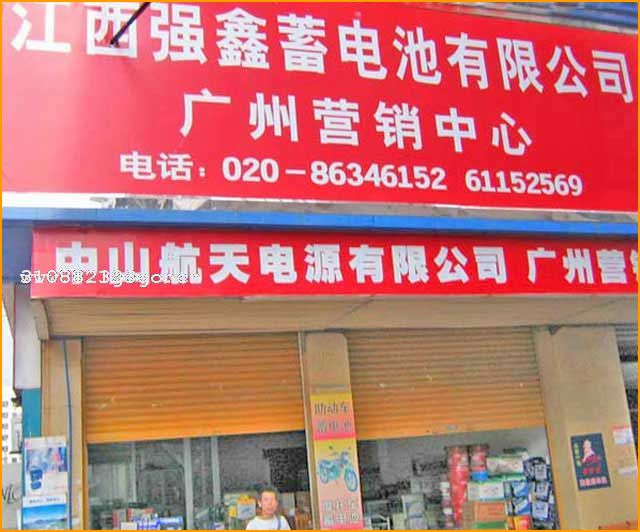 江西强鑫蓄电池有限公司
广州营销中心
电话：020－86346152 61152569
中山航天电源有限公司 广州营销
助动车
蓄电池